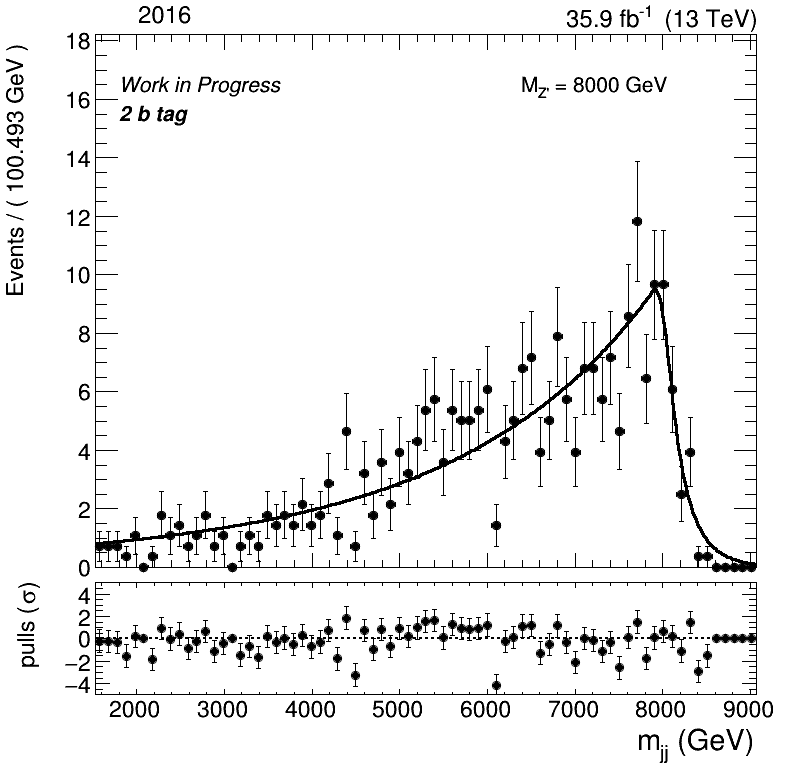 2016 35.9 fb⁻¹ (13 TeV)
Events / ( 100.493 GeV )
18
16
14
12
10
8
6
4
2
0
Work in Progress
2 b tag
M_Z' = 8000 GeV
pulls (σ)
4
2
0
−2
−4
2000 3000 4000 5000 6000 7000 8000 9000
m_jj (GeV)